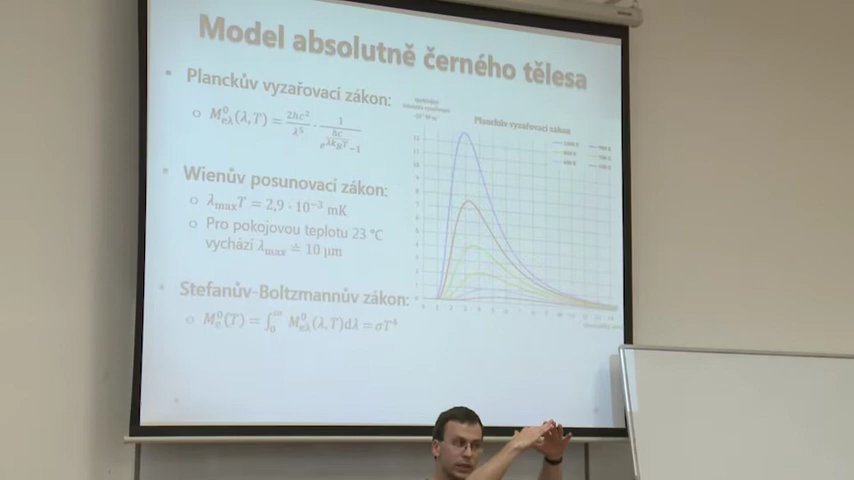 Model absolutně černého tělesa
• Planckův vyzařovací zákon:
○ M⁰ₑλ(λ, T) = 2hc²/λ⁵ · 1/(e^(hc/(λk_BT)) − 1)
• Wienův posunovací zákon:
○ λmaxT = 2,9 · 10⁻³ mK
○ Pro pokojovou teplotu 23 °C
vychází λmax ≐ 10 μm
• Stefanův-Boltzmannův zákon:
○ M⁰ₑ(T) = ∫₀^∞ M⁰ₑλ(λ, T)dλ = σT⁴
Planckův vyzařovací zákon